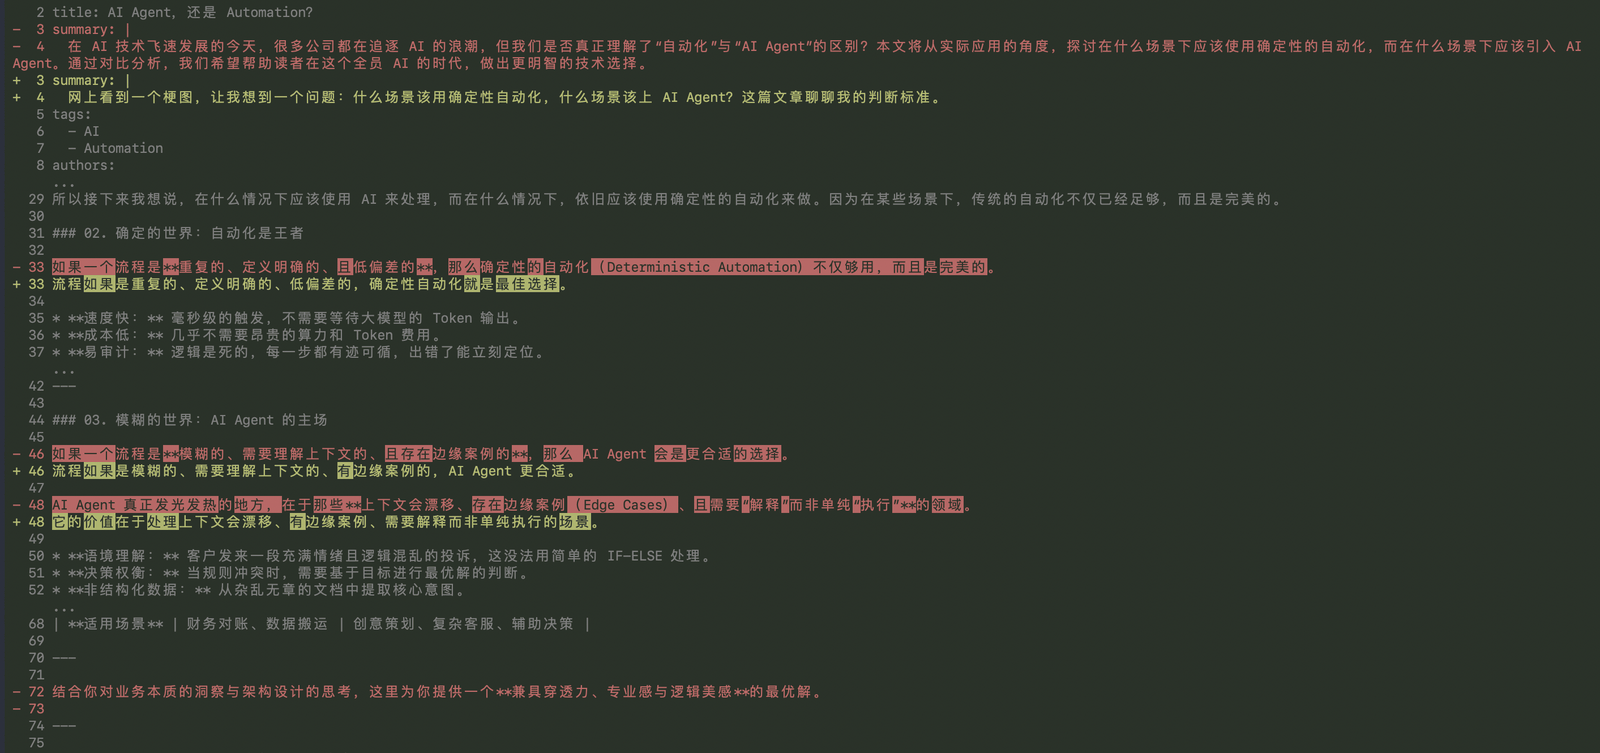 2 title: AI Agent, 还是 Automation?
- 3 summary: |
- 4   在 AI 技术飞速发展的今天，很多公司都在追逐 AI 的浪潮，但我们是否真正理解了“自动化”与“AI Agent”的区别？本文将从实际应用的角度，探讨在什么场景下应该使用确定性的自动化，而在什么场景下应该引入 AI
Agent。通过对比分析，我们希望帮助读者在这个全员 AI 的时代，做出更明智的技术选择。
+ 3 summary: |
+ 4   网上看到一个梗图，让我想到一个问题：什么场景该用确定性自动化，什么场景该上 AI Agent？这篇文章聊聊我的判断标准。
5 tags:
6   - AI
7   - Automation
8 authors:
...
29 所以接下来我想说，在什么情况下应该使用 AI 来处理，而在什么情况下，依旧应该使用确定性的自动化来做。因为在某些场景下，传统的自动化不仅已经足够，而且是完美的。
30
31 ### 02. 确定的世界：自动化是王者
32
- 33 如果一个流程是**重复的、定义明确的、且低偏差的**，那么确定性的自动化（Deterministic Automation）不仅够用，而且是完美的。
+ 33 流程如果是重复的、定义明确的、低偏差的，确定性自动化就是最佳选择。
34
35 * **速度快：** 毫秒级的触发，不需要等待大模型的 Token 输出。
36 * **成本低：** 几乎不需要昂贵的算力和 Token 费用。
37 * **易审计：** 逻辑是死的，每一步都有迹可循，出错了能立刻定位。
...
42 ---
43
44 ### 03. 模糊的世界：AI Agent 的主场
45
- 46 如果一个流程是**模糊的、需要理解上下文的、且存在边缘案例的**，那么 AI Agent 会是更合适的选择。
+ 46 流程如果是模糊的、需要理解上下文的、有边缘案例的，AI Agent 更合适。
47
- 48 AI Agent 真正发光发热的地方，在于那些**上下文会漂移、存在边缘案例（Edge Cases）、且需要“解释”而非单纯“执行”**的领域。
+ 48 它的价值在于处理上下文会漂移、有边缘案例、需要解释而非单纯执行的场景。
49
50 * **语境理解：** 客户发来一段充满情绪且逻辑混乱的投诉，这没法用简单的 IF-ELSE 处理。
51 * **决策权衡：** 当规则冲突时，需要基于目标进行最优解的判断。
52 * **非结构化数据：** 从杂乱无章的文档中提取核心意图。
...
68 | **适用场景** | 财务对账、数据搬运 | 创意策划、复杂客服、辅助决策 |
69
70 ---
71
- 72 结合你对业务本质的洞察与架构设计的思考，这里为你提供一个**兼具穿透力、专业感与逻辑美感**的最优解。
- 73
74 ---
75